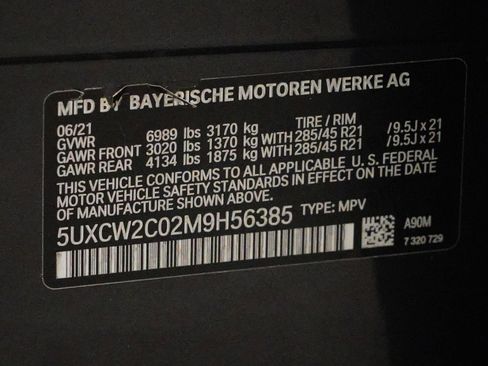 MFD BY BAYERISCHE MOTOREN WERKE AG
06/21 TIRE / RIM
GVWR 6989 lbs 3170 kg
GAWR FRONT 3020 lbs 1370 kg WITH 285/45 R21 /9.5J x 21
GAWR REAR 4134 lbs 1875 kg WITH 285/45 R21 /9.5J x 21
THIS VEHICLE CONFORMS TO ALL APPLICABLE U. S. FEDERAL
MOTOR VEHICLE SAFETY STANDARDS IN EFFECT ON THE DATE
OF MANUFACTURE SHOWN ABOVE.
5UXCW2C02M9H56385 TYPE: MPV
A90M
7 320 729